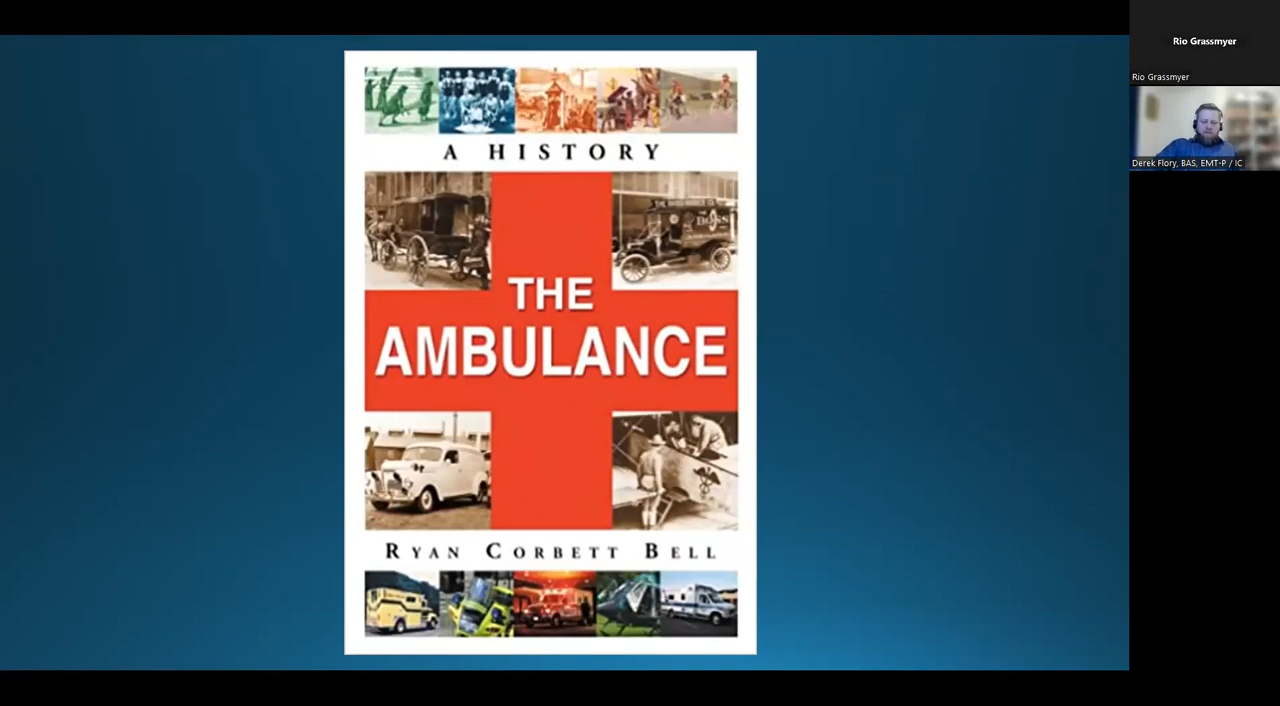 A HISTORY
THE
AMBULANCE
RYAN CORBETT BELL
Rio Grassmyer
Rio Grassmyer
Derek Flory, BAS, EMT-P / IC